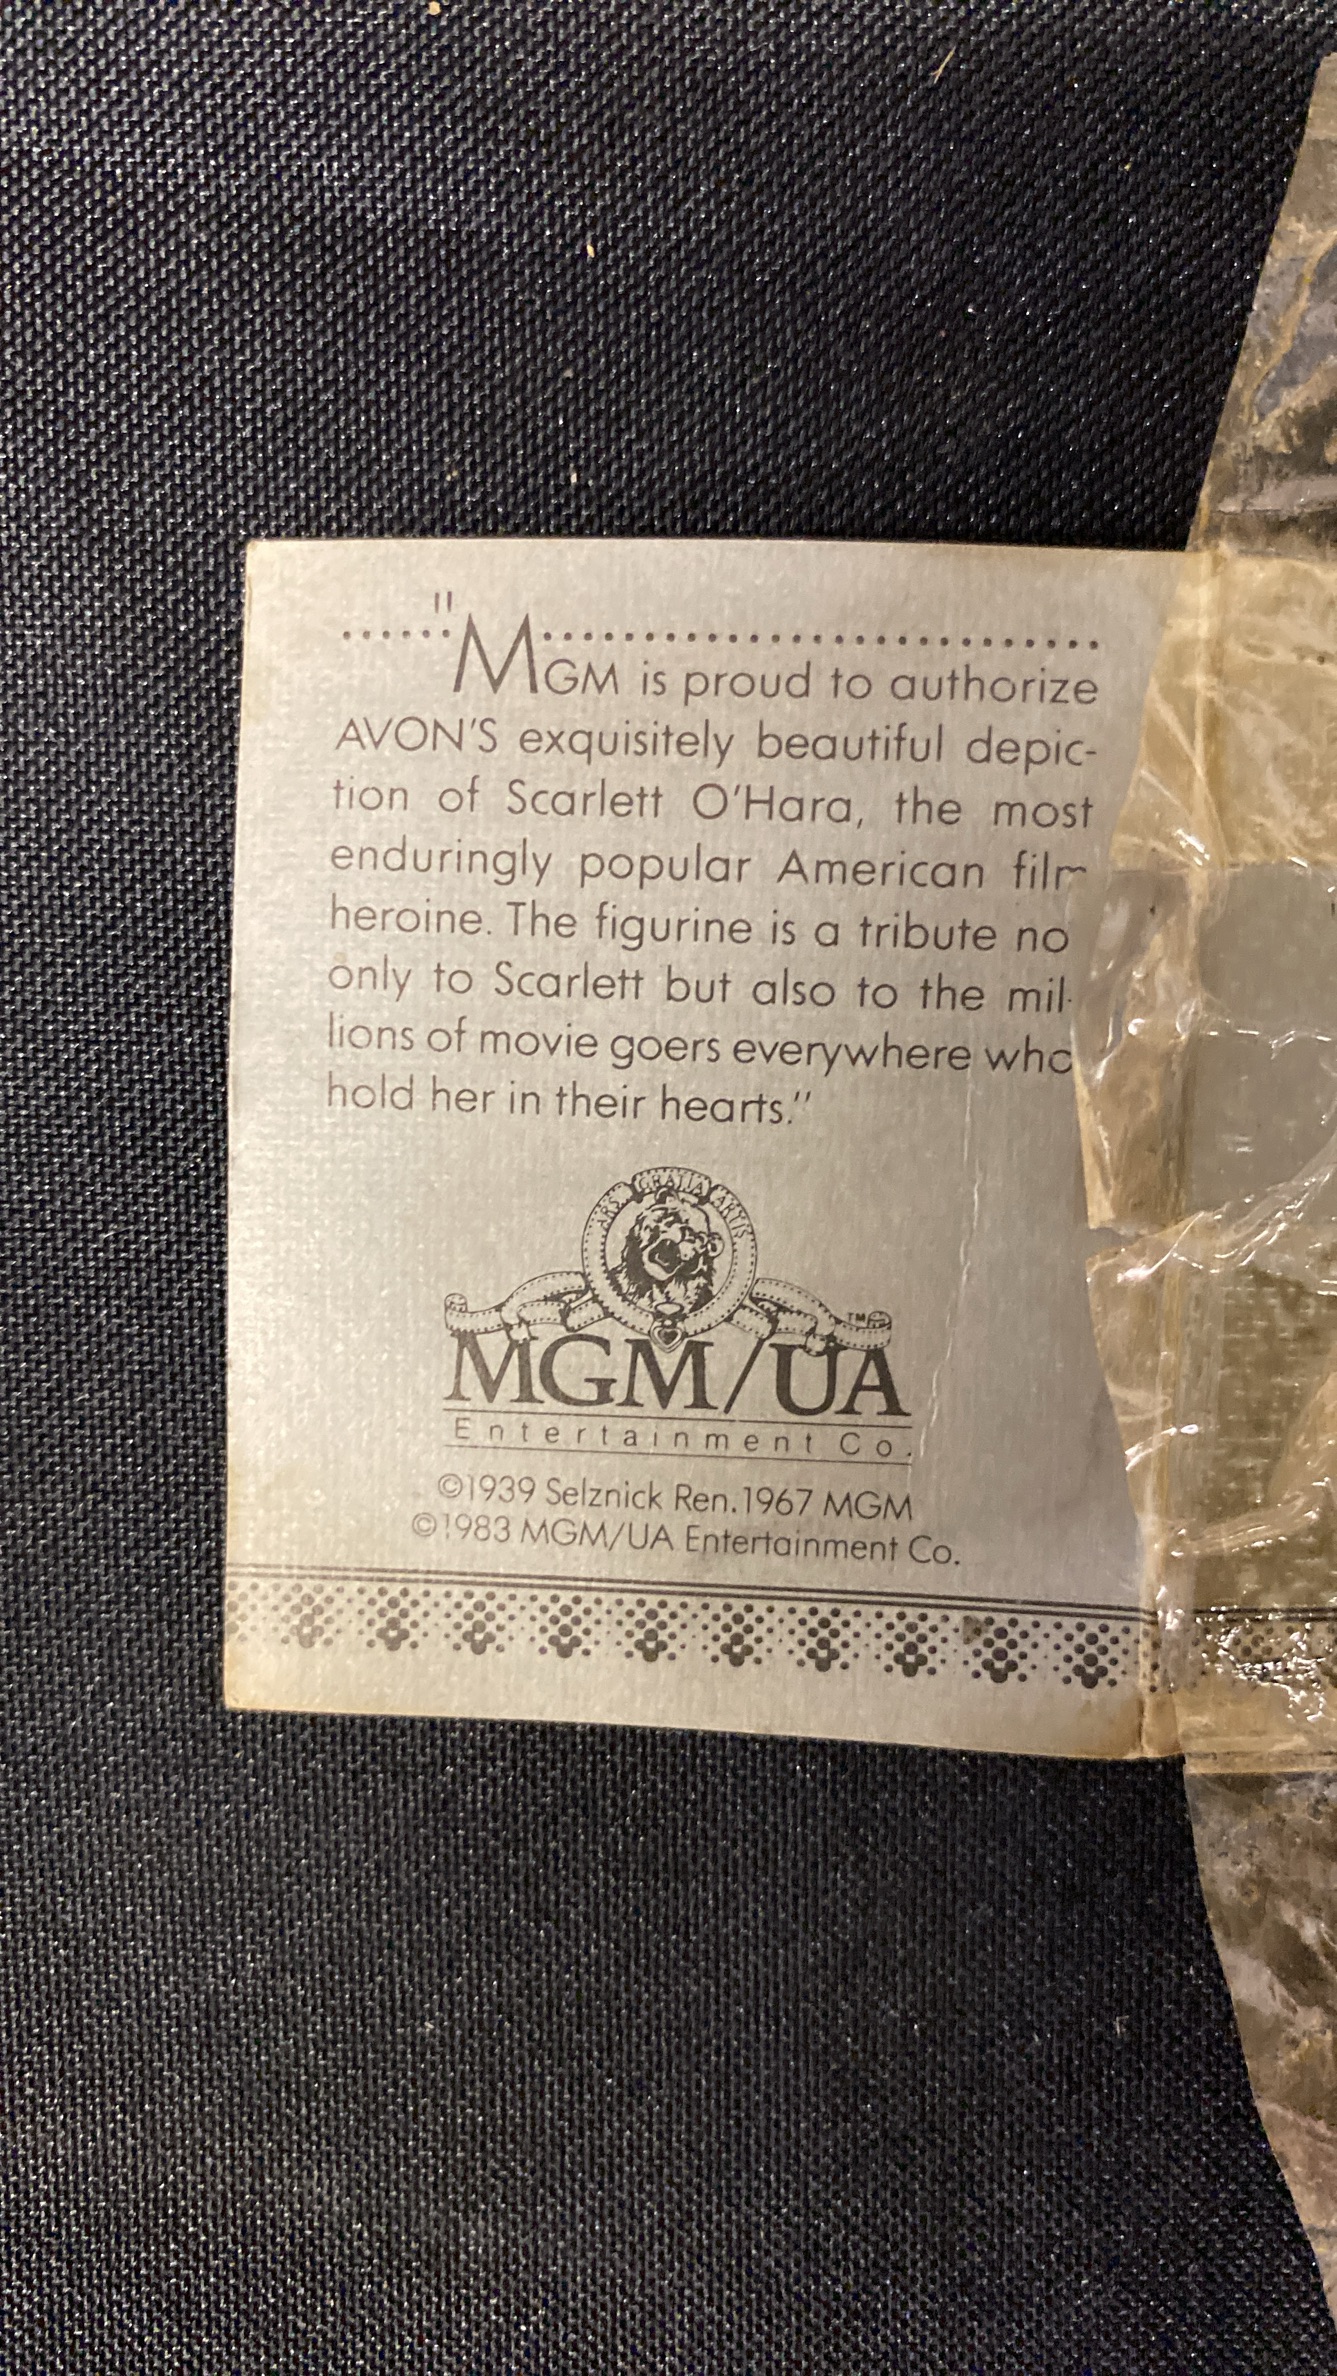 "MGM is proud to authorize
AVON'S exquisitely beautiful depic-
tion of Scarlett O'Hara, the most
enduringly popular American film
heroine. The figurine is a tribute no
only to Scarlett but also to the mil-
lions of movie goers everywhere who
hold her in their hearts."
ARS GRATIA ARTIS
TM
MGM/UA
Entertainment Co.
©1939 Selznick Ren.1967 MGM
©1983 MGM/UA Entertainment Co.